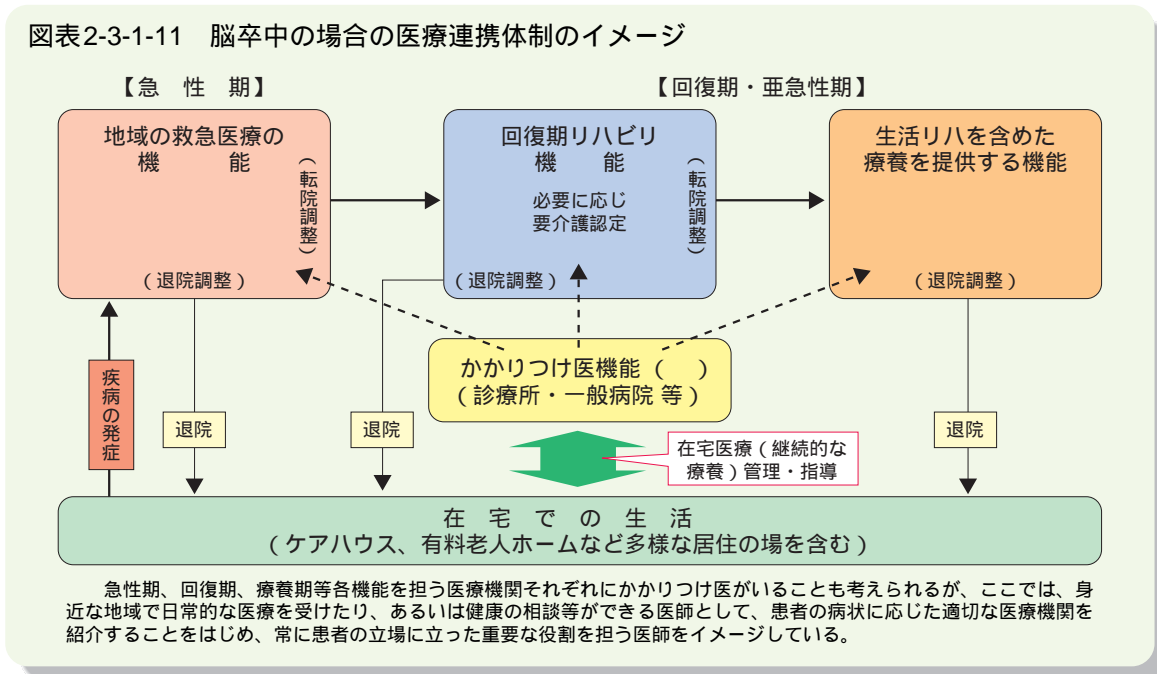 図表2-3-1-11 脳卒中の場合の医療連携体制のイメージ
【急 性 期】
【回復期・亜急性期】
地域の救急医療の
機 能
(転院調整)
(退院調整)
回復期リハビリ
機 能
必要に応じ
要介護認定
(転院調整)
(退院調整)
生活リハを含めた
療養を提供する機能
(退院調整)
かかりつけ医機能( )
(診療所・一般病院 等)
疾病の発症
退院
退院
退院
在宅医療(継続的な
療養)管理・指導
在 宅 で の 生 活
(ケアハウス、有料老人ホームなど多様な居住の場を含む)
急性期、回復期、療養期等各機能を担う医療機関それぞれにかかりつけ医がいることも考えられるが、ここでは、身
近な地域で日常的な医療を受けたり、あるいは健康の相談等ができる医師として、患者の病状に応じた適切な医療機関を
紹介することをはじめ、常に患者の立場に立った重要な役割を担う医師をイメージしている。